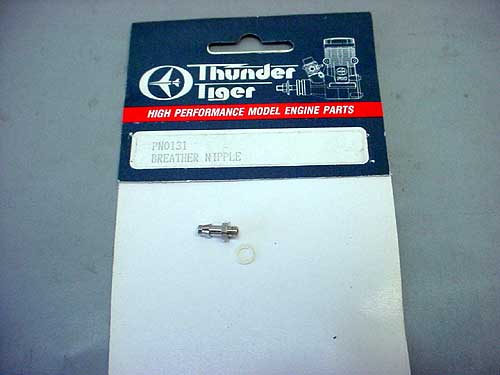 Thunder
Tiger
HIGH PERFORMANCE MODEL ENGINE PARTS
PN0131
BREATHER NIPPLE